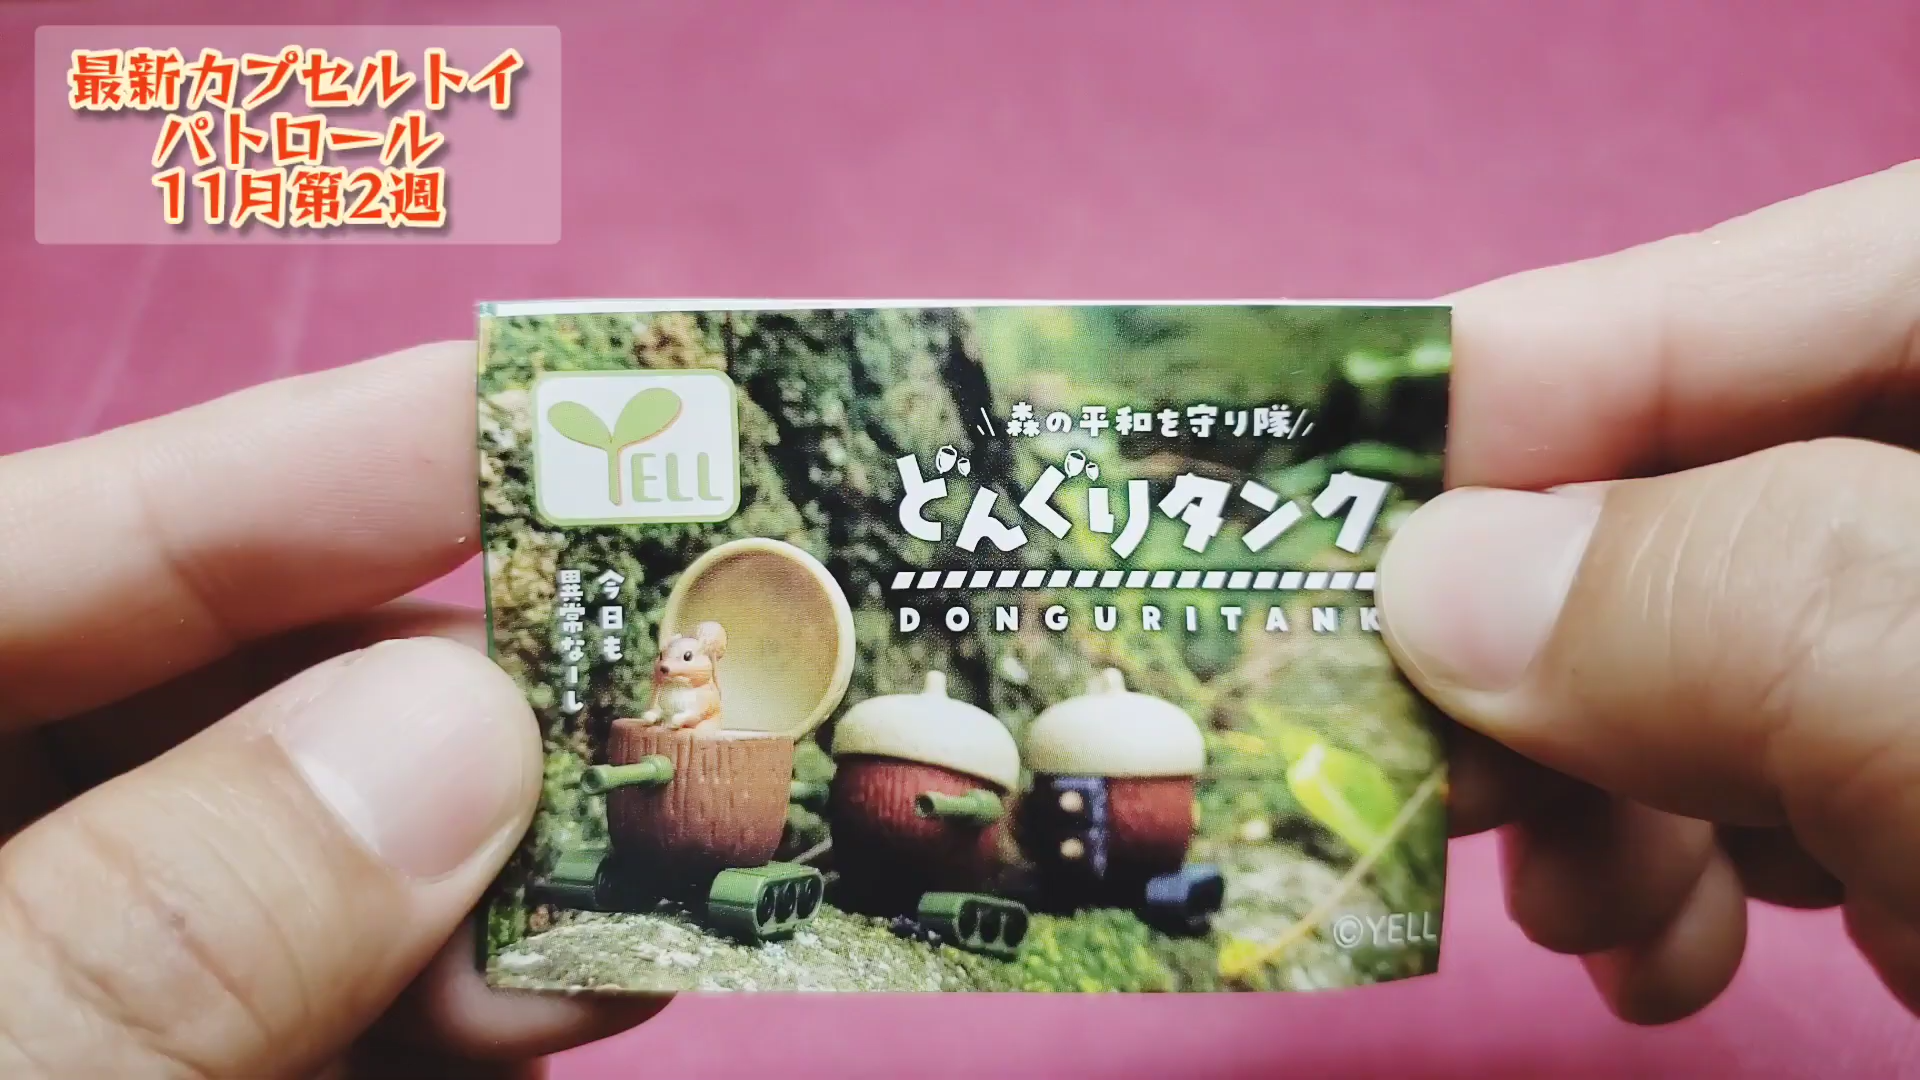 最新カプセルトイ
パトロール
11月第2週
YELL
森の平和を守り隊
どんぐりタンク
DONGURITANK
今日も
異常なーし
©YELL